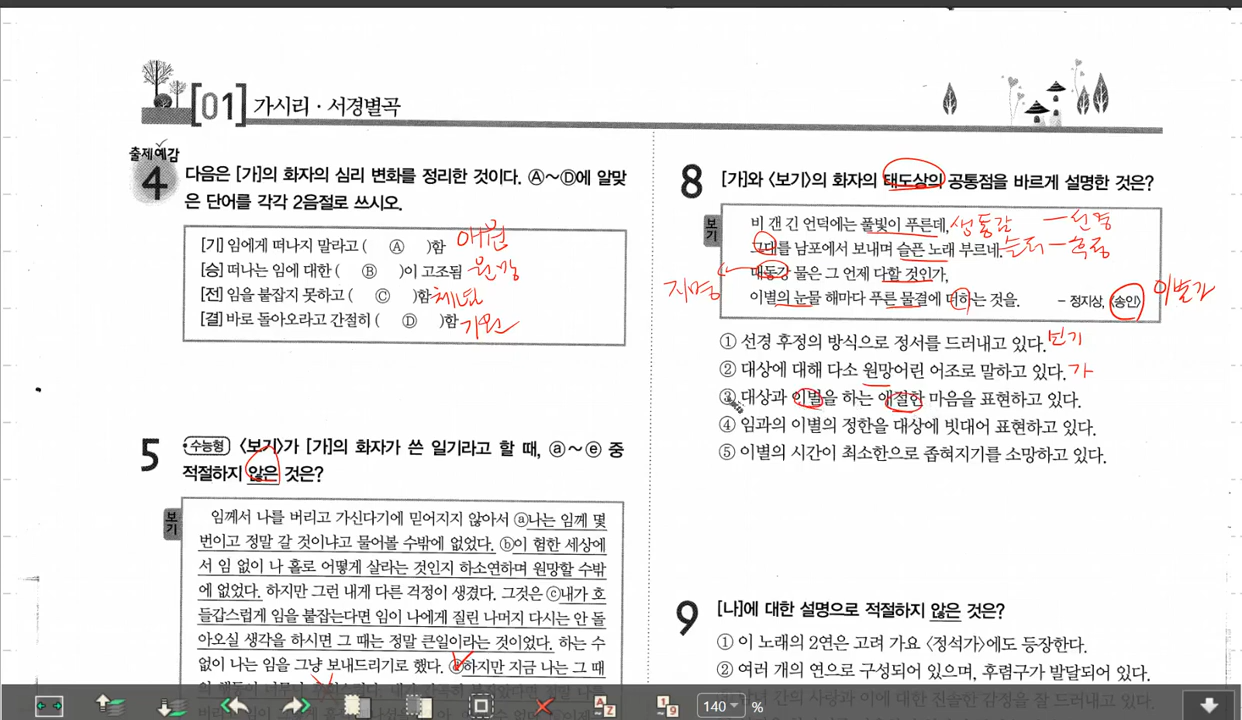 [01] 가시리 · 서경별곡
출제예감
4 다음은 [가]의 화자의 심리 변화를 정리한 것이다. Ⓐ~Ⓓ에 알맞
은 단어를 각각 2음절로 쓰시오.
[기] 임에게 떠나지 말라고 ( Ⓐ )함 애원
[승] 떠나는 임에 대한 ( Ⓑ )이 고조됨 원망
[전] 임을 붙잡지 못하고 ( Ⓒ )함 체념
[결] 바로 돌아오라고 간절히 ( Ⓓ )함 기원
5 수능형 〈보기〉가 [가]의 화자가 쓴 일기라고 할 때, ⓐ~ⓔ 중
적절하지 않은 것은?
보기
임께서 나를 버리고 가신다기에 믿어지지 않아서 ⓐ나는 임께 몇
번이고 정말 갈 것이냐고 물어볼 수밖에 없었다. ⓑ이 험한 세상에
서 임 없이 나 홀로 어떻게 살라는 것인지 하소연하며 원망할 수밖
에 없었다. 하지만 그런 내게 다른 걱정이 생겼다. 그것은 ⓒ내가 호
들갑스럽게 임을 붙잡는다면 임이 나에게 질린 나머지 다시는 안 돌
아오실 생각을 하시면 그 때는 정말 큰일이라는 것이었다. 하는 수
없이 나는 임을 그냥 보내드리기로 했다. ⓓ하지만 지금 나는 그 때
8 [가]와 〈보기〉의 화자의 태도상의 공통점을 바르게 설명한 것은?
보기
비 갠 긴 언덕에는 풀빛이 푸른데, 생동감 — 선경
그대를 남포에서 보내며 슬픈 노래 부르네. 슬픔 — 후정
대동강 물은 그 언제 다할 것인가,
지명
이별의 눈물 해마다 푸른 물결에 더하는 것을. - 정지상, 〈송인〉 이별가
① 선경 후정의 방식으로 정서를 드러내고 있다. 보기
② 대상에 대해 다소 원망어린 어조로 말하고 있다. 가
③ 대상과 이별을 하는 애절한 마음을 표현하고 있다.
④ 임과의 이별의 정한을 대상에 빗대어 표현하고 있다.
⑤ 이별의 시간이 최소한으로 좁혀지기를 소망하고 있다.
9 [나]에 대한 설명으로 적절하지 않은 것은?
① 이 노래의 2연은 고려 가요 〈정석가〉에도 등장한다.
② 여러 개의 연으로 구성되어 있으며, 후렴구가 발달되어 있다.
간의 사랑과 이에 대한 진솔한 감정을 잘 드러내고 있다.
140 %